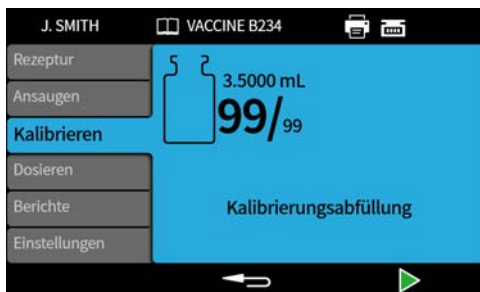 J. SMITH
VACCINE B234
Rezeptur
Ansaugen
Kalibrieren
Dosieren
Berichte
Einstellungen
3.5000 mL
99/99
Kalibrierungsabfüllung